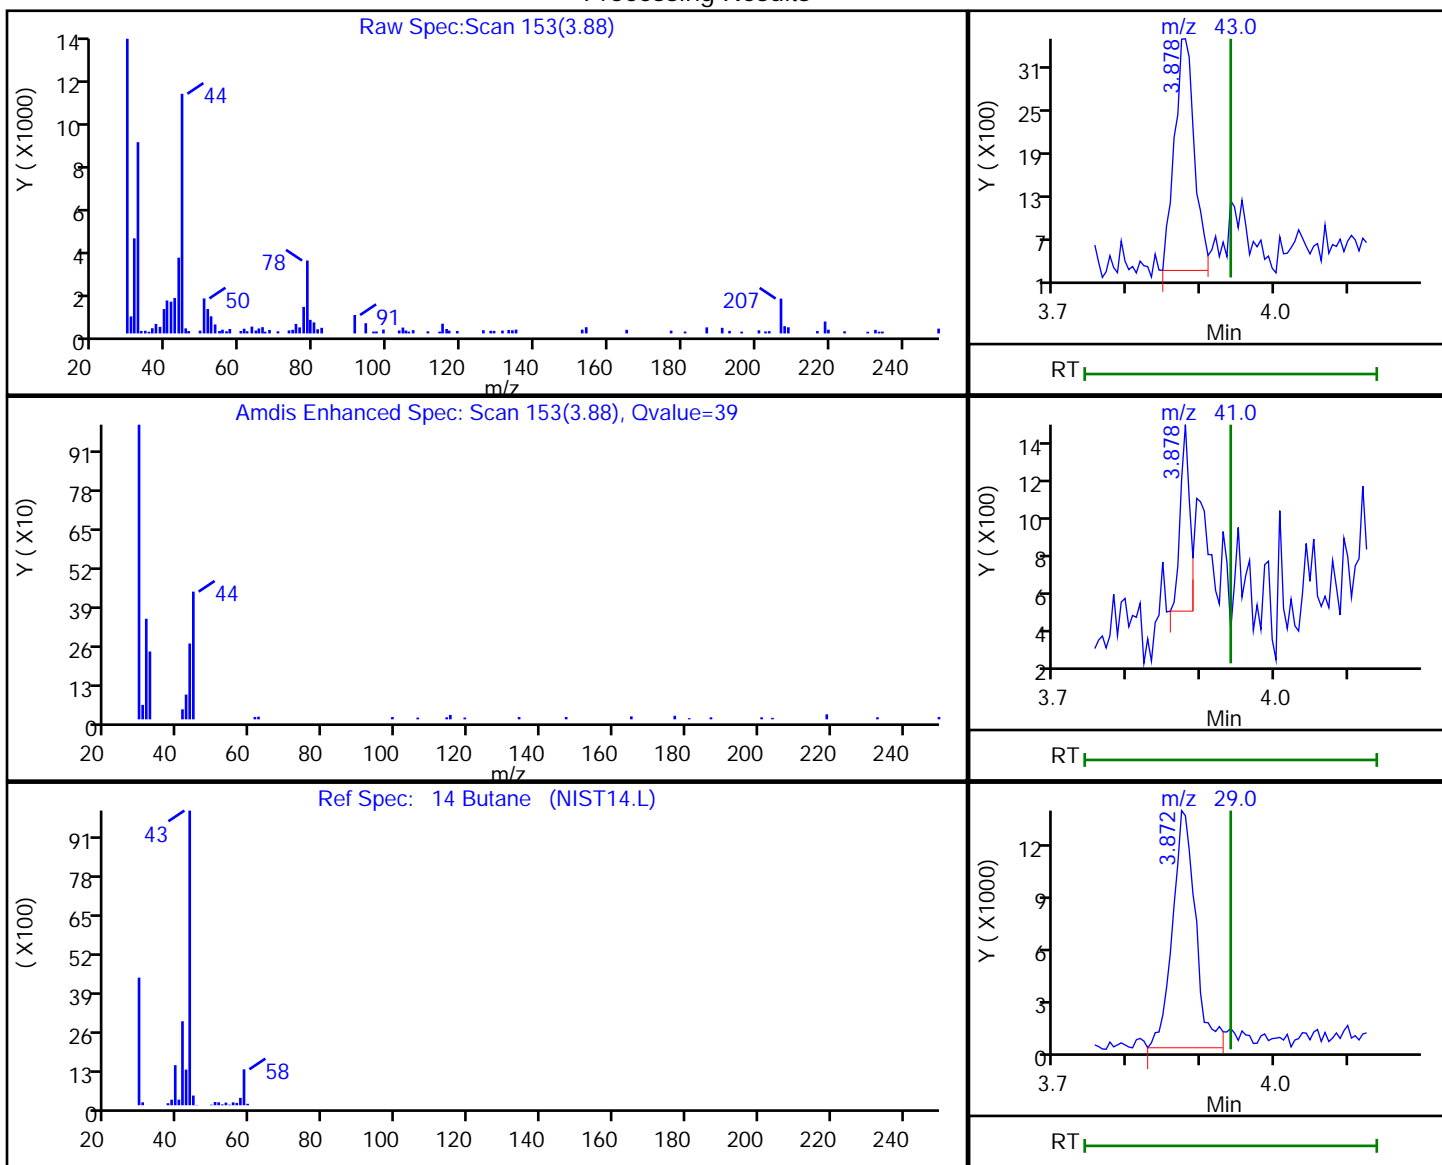 Processing Results
Raw Spec:Scan 153(3.88)
Y ( X1000)
14
12
10
8
6
4
2
0
44
78
50
91
207
20 40 60 80 100 120 140 160 180 200 220 240
m/z
m/z 43.0
3.878
Y ( X100)
31
25
19
13
7
1
3.7 4.0
Min
RT
Amdis Enhanced Spec: Scan 153(3.88), Qvalue=39
Y ( X10)
91
78
65
52
39
26
13
0
44
20 40 60 80 100 120 140 160 180 200 220 240
m/z
m/z 41.0
3.878
Y ( X100)
14
12
10
8
6
4
2
3.7 4.0
Min
RT
Ref Spec: 14 Butane (NIST14.L)
( X100)
91
78
65
52
39
26
13
0
43
58
20 40 60 80 100 120 140 160 180 200 220 240
m/z 29.0
3.872
Y ( X1000)
12
9
6
3
0
3.7 4.0
Min
RT